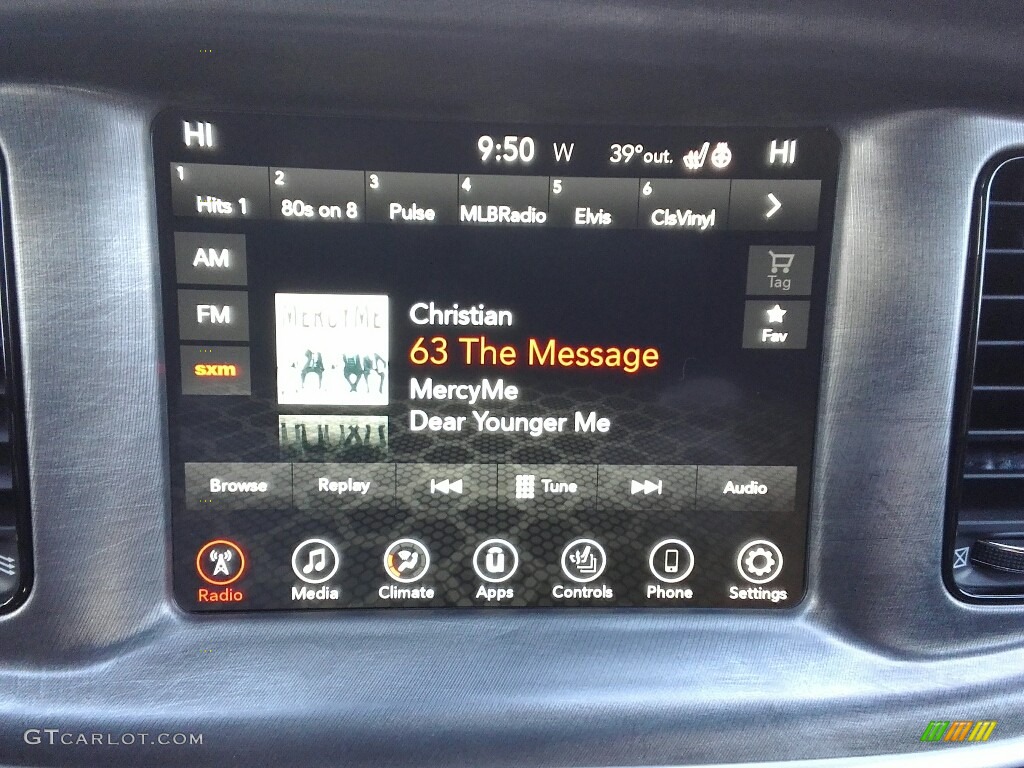 HI 9:50 W 39°out. HI
1 Hits 1 2 80s on 8 3 Pulse 4 MLBRadio 5 Elvis 6 ClsVinyl
AM
Tag
FM
Fav
sxm
MERCYME
Christian
63 The Message
MercyMe
Dear Younger Me
Browse Replay Tune Audio
Radio Media Climate Apps Controls Phone Settings
GTCARLOT.COM